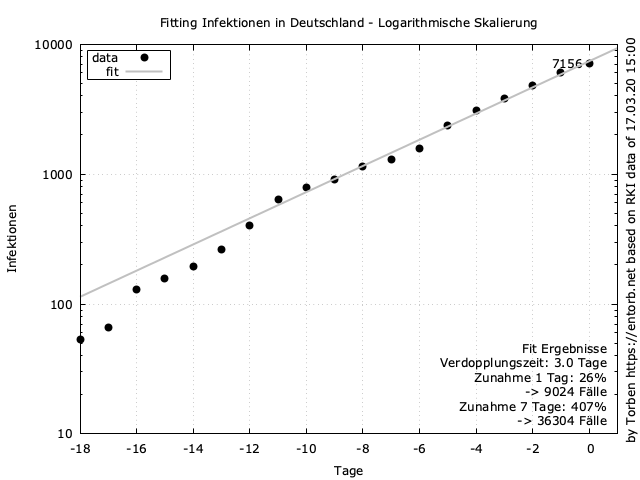 Fitting Infektionen in Deutschland - Logarithmische Skalierung
10000
1000
100
10
Infektionen
data
fit
7156
Fit Ergebnisse
Verdopplungszeit: 3.0 Tage
Zunahme 1 Tag: 26%
-> 9024 Fälle
Zunahme 7 Tage: 407%
-> 36304 Fälle
-18 -16 -14 -12 -10 -8 -6 -4 -2 0
Tage
by Torben https://entorb.net based on RKI data of 17.03.20 15:00